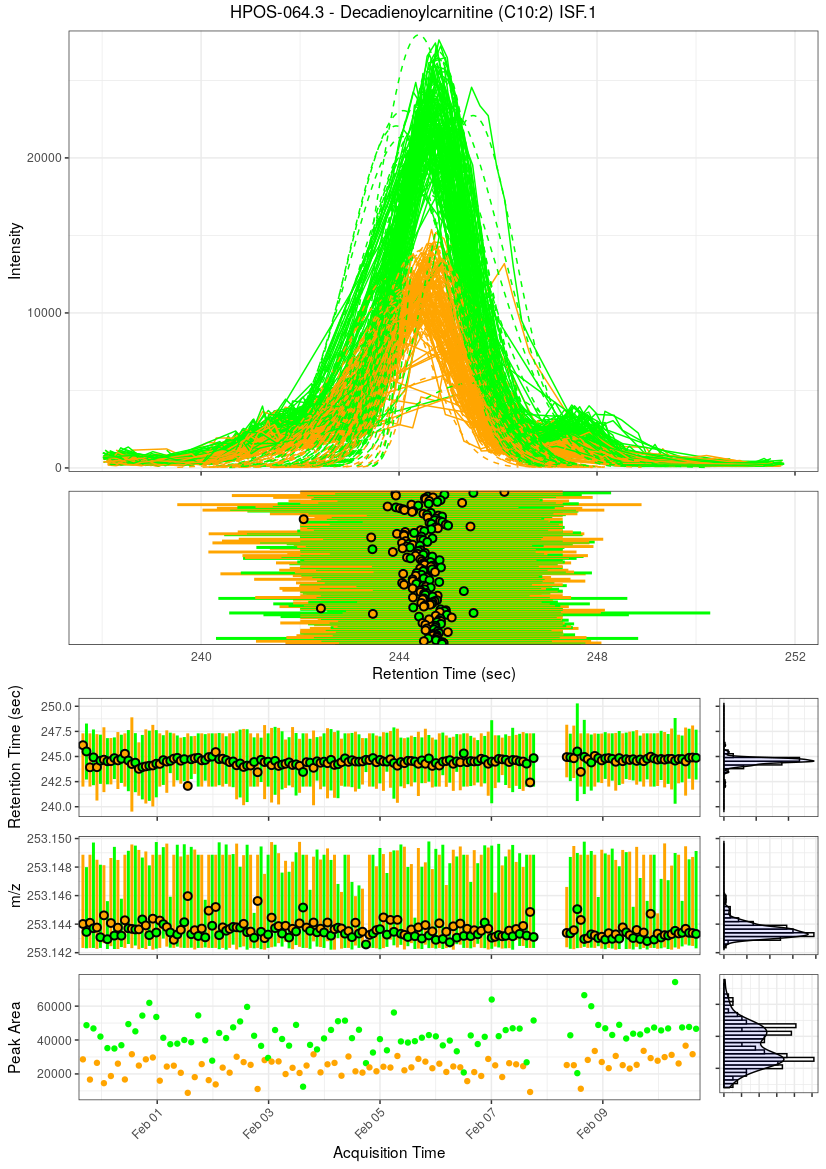 HPOS-064.3 - Decadienoylcarnitine (C10:2) ISF.1
Intensity
20000
10000
0
240
244
248
252
Retention Time (sec)
Retention Time (sec)
250.0
247.5
245.0
242.5
240.0
m/z
253.150
253.148
253.146
253.144
253.142
Peak Area
60000
40000
20000
Feb 01
Feb 03
Feb 05
Feb 07
Feb 09
Acquisition Time